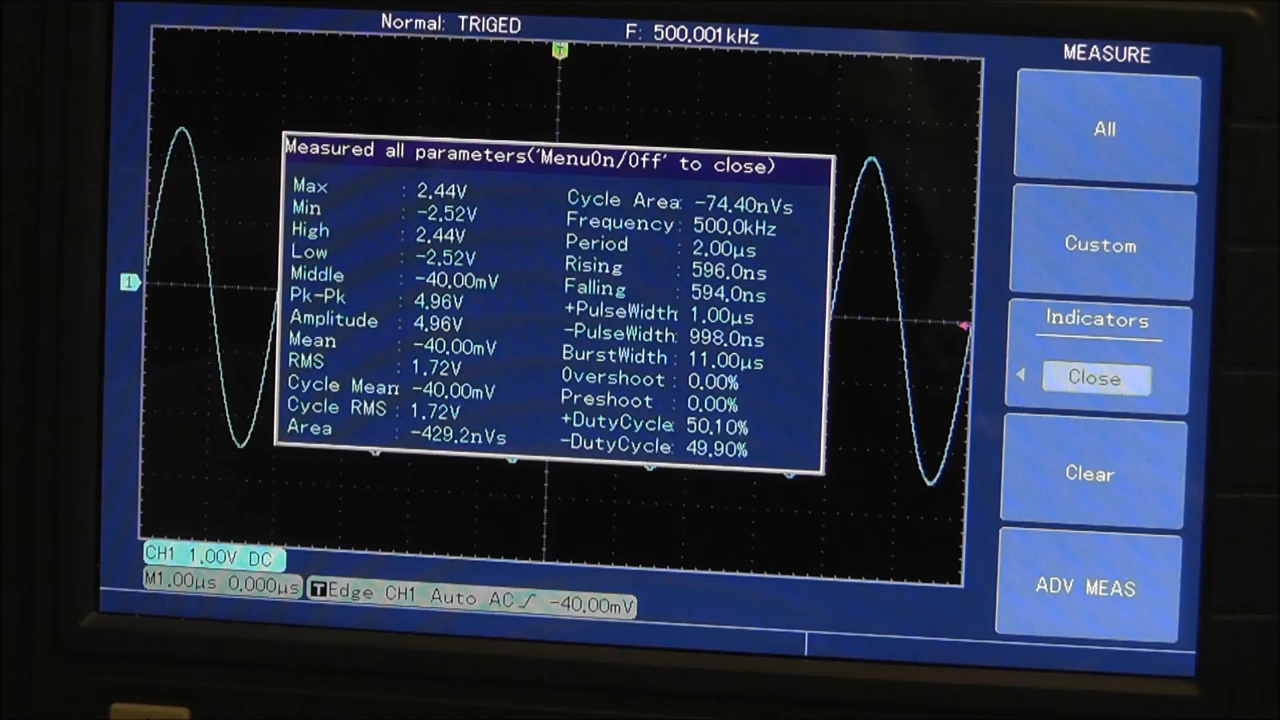 Normal: TRIGED F: 500.001kHz
MEASURE
All
Custom
Indicators
Close
Clear
ADV MEAS
Measured all parameters('MenuOn/Off' to close)
Max : 2.44V
Min : -2.52V
High : 2.44V
Low : -2.52V
Middle : -40.00mV
Pk-Pk : 4.96V
Amplitude : 4.96V
Mean : -40.00mV
RMS : 1.72V
Cycle Mean : -40.00mV
Cycle RMS : 1.72V
Area : -429.2nVs
Cycle Area: -74.40nVs
Frequency: 500.0kHz
Period : 2.00μs
Rising : 596.0ns
Falling : 594.0ns
+PulseWidth: 1.00μs
-PulseWidth: 998.0ns
BurstWidth : 11.00μs
Overshoot : 0.00%
Preshoot : 0.00%
+DutyCycle: 50.10%
-DutyCycle: 49.90%
T
1
CH1 1.00V DC
M1.00μs 0.000μs T Edge CH1 Auto AC -40.00mV